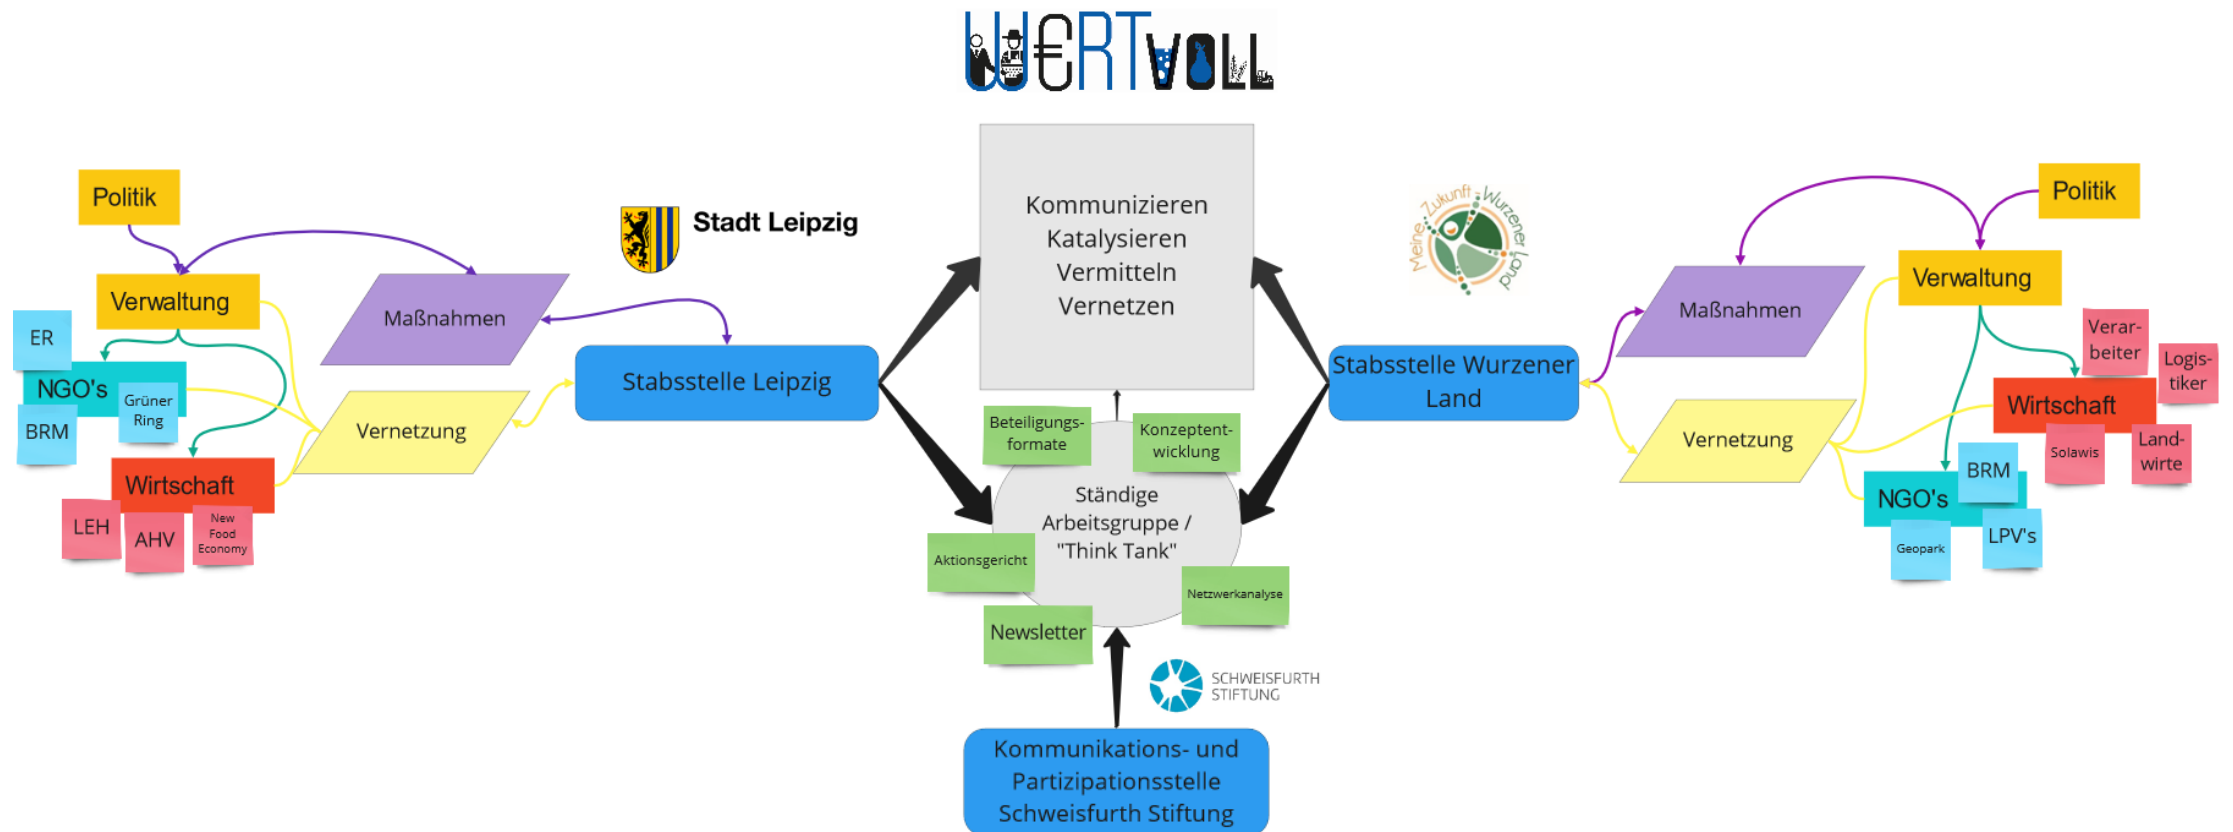 WERTVOLL
Politik
Verwaltung
ER
NGO's
Grüner
Ring
BRM
Wirtschaft
LEH
AHV
New
Food
Economy
Maßnahmen
Vernetzung
Stadt Leipzig
Stabsstelle Leipzig
Kommunizieren
Katalysieren
Vermitteln
Vernetzen
Beteiligungs-
formate
Konzeptent-
wicklung
Ständige
Arbeitsgruppe /
"Think Tank"
Aktionsgericht
Netzwerkanalyse
Newsletter
SCHWEISFURTH
STIFTUNG
Kommunikations- und
Partizipationsstelle
Schweisfurth Stiftung
Meine Zukunft - Wurzener Land
Stabsstelle Wurzener
Land
Maßnahmen
Vernetzung
Politik
Verwaltung
Verar-
beiter
Logis-
tiker
Wirtschaft
Solawis
Land-
wirte
BRM
NGO's
Geopark
LPV's